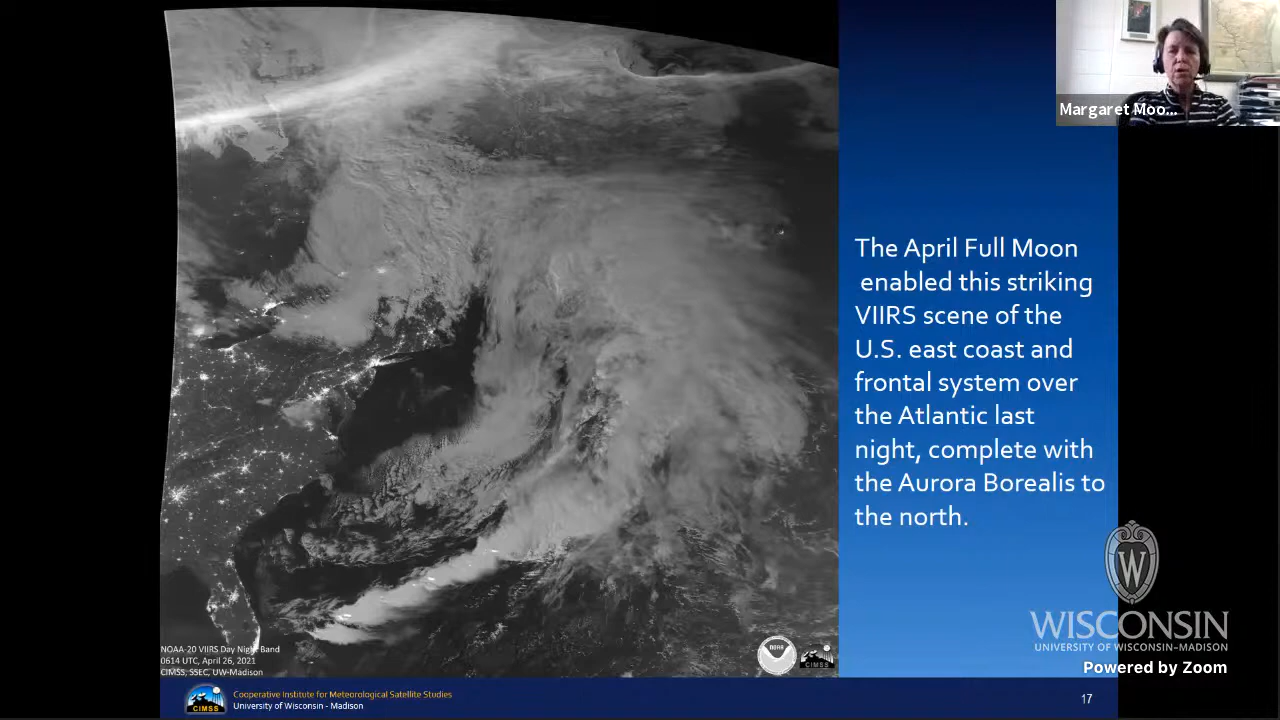 Margaret Moo...
The April Full Moon
enabled this striking
VIIRS scene of the
U.S. east coast and
frontal system over
the Atlantic last
night, complete with
the Aurora Borealis to
the north.
W
WISCONSIN
UNIVERSITY OF WISCONSIN-MADISON
Powered by Zoom
NOAA-20 VIIRS Day Night Band
0614 UTC, April 26, 2021
CIMSS, SSEC, UW-Madison
NOAA
CIMSS
CIMSS
Cooperative Institute for Meteorological Satellite Studies
University of Wisconsin - Madison
17